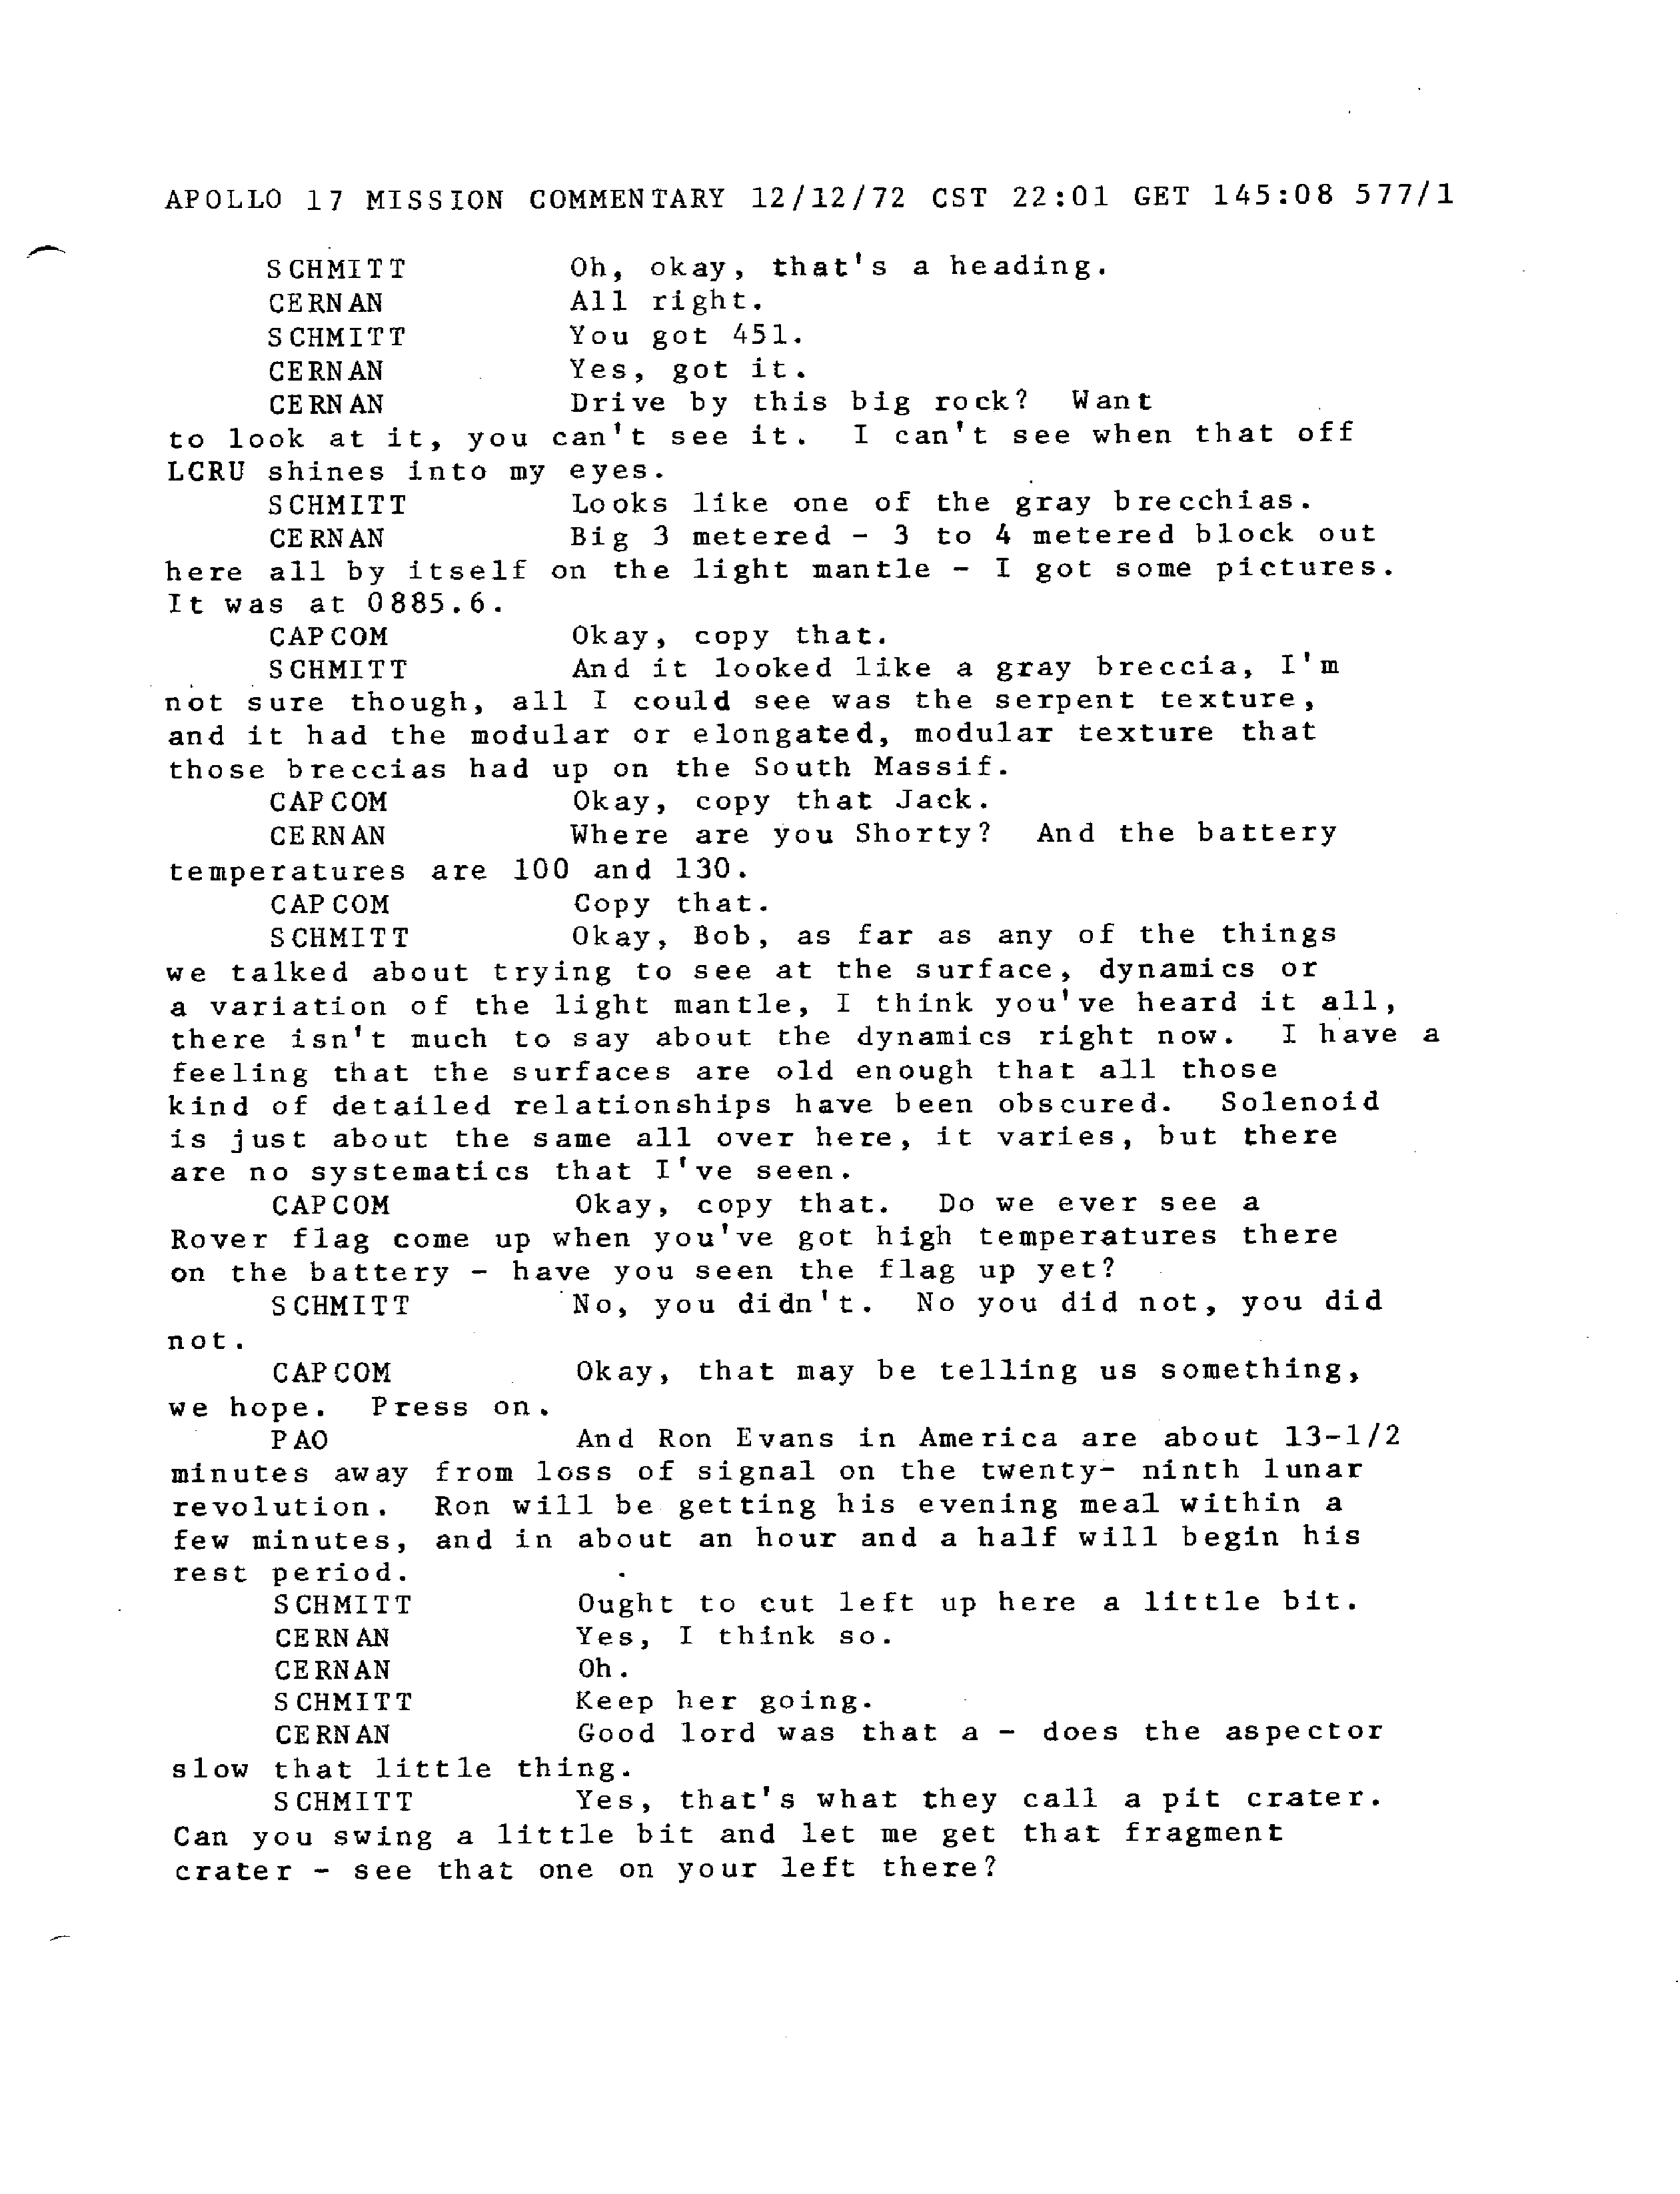 APOLLO 17 MISSION COMMENTARY 12/12/72 CST 22:01 GET 145:08 577/1
SCHMITT Oh, okay, that's a heading.
CERNAN All right.
SCHMITT You got 451.
CERNAN Yes, got it.
CERNAN Drive by this big rock? Want
to look at it, you can't see it. I can't see when that off
LCRU shines into my eyes.
SCHMITT Looks like one of the gray brecchias.
CERNAN Big 3 metered - 3 to 4 metered block out
here all by itself on the light mantle - I got some pictures.
It was at 0885.6.
CAPCOM Okay, copy that.
SCHMITT And it looked like a gray breccia, I'm
not sure though, all I could see was the serpent texture,
and it had the modular or elongated, modular texture that
those breccias had up on the South Massif.
CAPCOM Okay, copy that Jack.
CERNAN Where are you Shorty? And the battery
temperatures are 100 and 130.
CAPCOM Copy that.
SCHMITT Okay, Bob, as far as any of the things
we talked about trying to see at the surface, dynamics or
a variation of the light mantle, I think you've heard it all,
there isn't much to say about the dynamics right now. I have a
feeling that the surfaces are old enough that all those
kind of detailed relationships have been obscured. Solenoid
is just about the same all over here, it varies, but there
are no systematics that I've seen.
CAPCOM Okay, copy that. Do we ever see a
Rover flag come up when you've got high temperatures there
on the battery - have you seen the flag up yet?
SCHMITT No, you didn't. No you did not, you did
not.
CAPCOM Okay, that may be telling us something,
we hope. Press on.
PAO And Ron Evans in America are about 13-1/2
minutes away from loss of signal on the twenty- ninth lunar
revolution. Ron will be getting his evening meal within a
few minutes, and in about an hour and a half will begin his
rest period.
SCHMITT Ought to cut left up here a little bit.
CERNAN Yes, I think so.
CERNAN Oh.
SCHMITT Keep her going.
CERNAN Good lord was that a - does the aspector
slow that little thing.
SCHMITT Yes, that's what they call a pit crater.
Can you swing a little bit and let me get that fragment
crater - see that one on your left there?